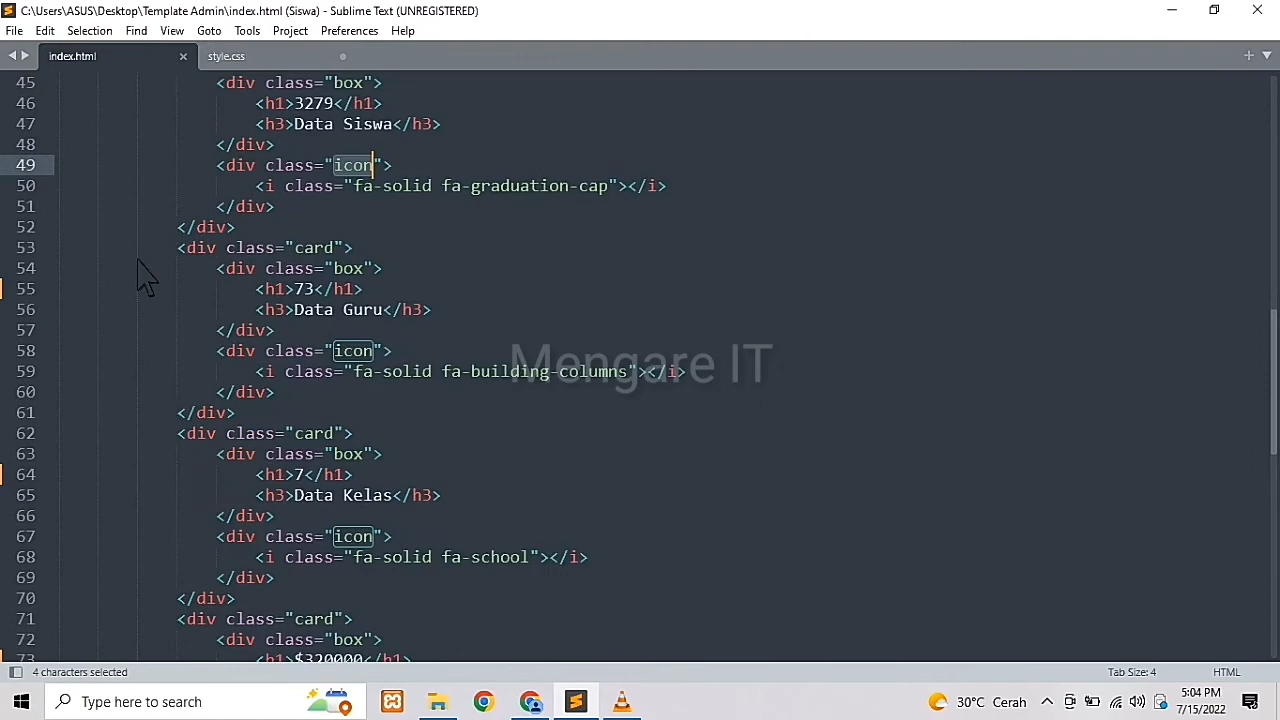 C:\Users\ASUS\Desktop\Template Admin\index.html (Siswa) - Sublime Text (UNREGISTERED)
File Edit Selection Find View Goto Tools Project Preferences Help
index.html × style.css
45 <div class="box">
46 <h1>3279</h1>
47 <h3>Data Siswa</h3>
48 </div>
49 <div class="icon">
50 <i class="fa-solid fa-graduation-cap"></i>
51 </div>
52 </div>
53 <div class="card">
54 <div class="box">
55 <h1>73</h1>
56 <h3>Data Guru</h3>
57 </div>
58 <div class="icon">
59 <i class="fa-solid fa-building-columns"></i>
60 </div>
61 </div>
62 <div class="card">
63 <div class="box">
64 <h1>7</h1>
65 <h3>Data Kelas</h3>
66 </div>
67 <div class="icon">
68 <i class="fa-solid fa-school"></i>
69 </div>
70 </div>
71 <div class="card">
72 <div class="box">
73 <h1>$320000</h1>
Mengare IT
4 characters selected Tab Size: 4 HTML
Type here to search 30°C Cerah 5:04 PM
7/15/2022